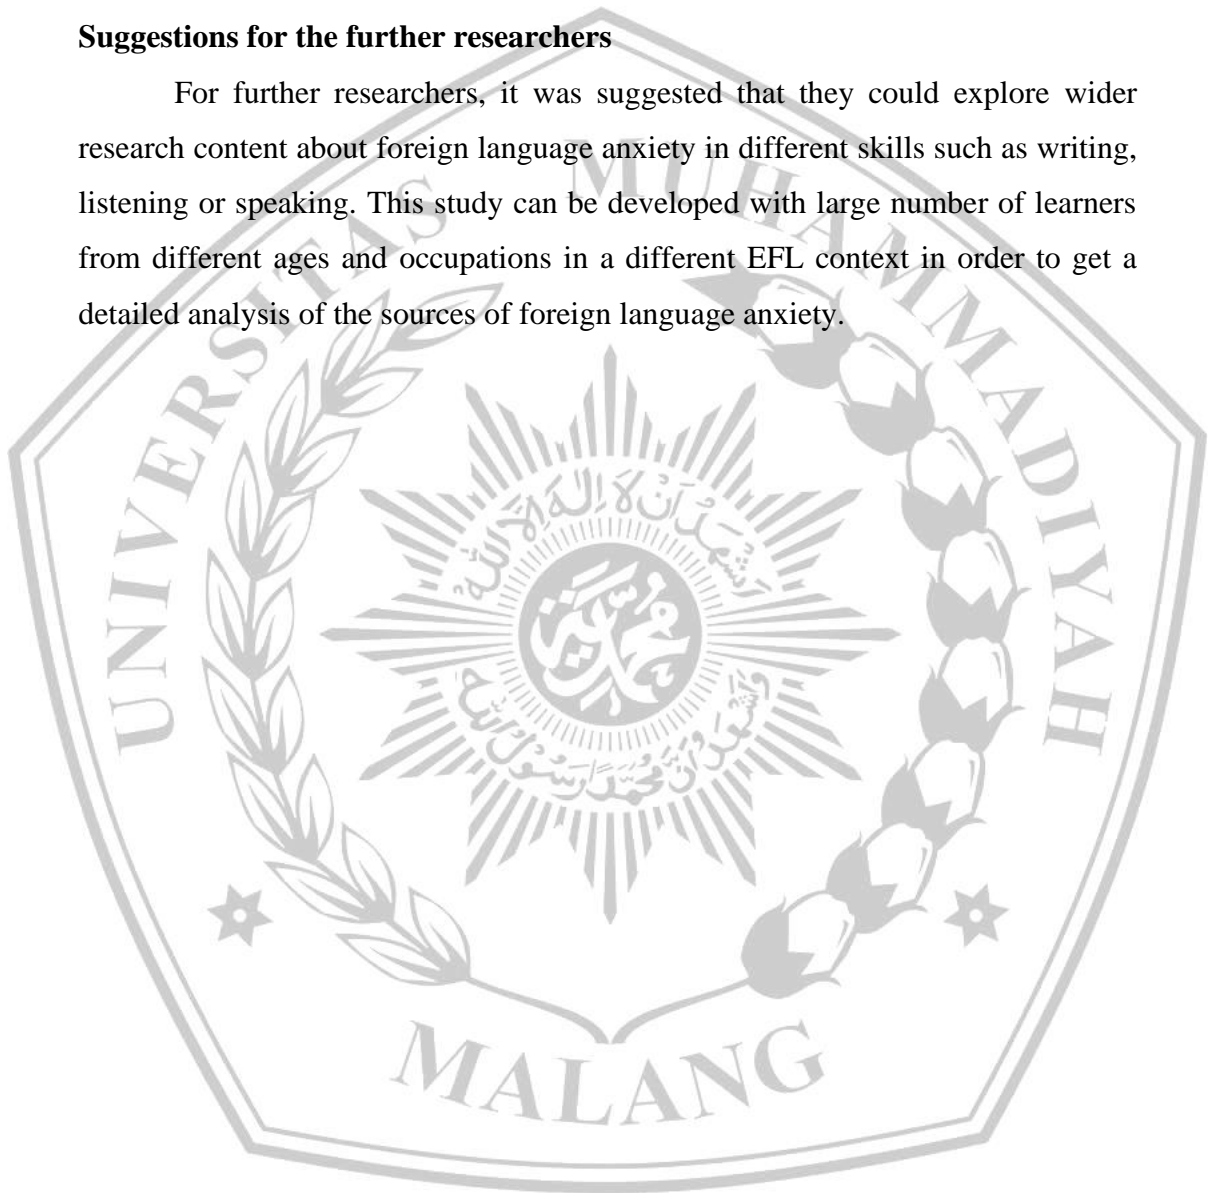 Suggestions for the further researchers
For further researchers, it was suggested that they could explore wider
research content about foreign language anxiety in different skills such as writing,
listening or speaking. This study can be developed with large number of learners
from different ages and occupations in a different EFL context in order to get a
detailed analysis of the sources of foreign language anxiety.
UNIVERSITAS MUHAMMADIYAH
MALANG